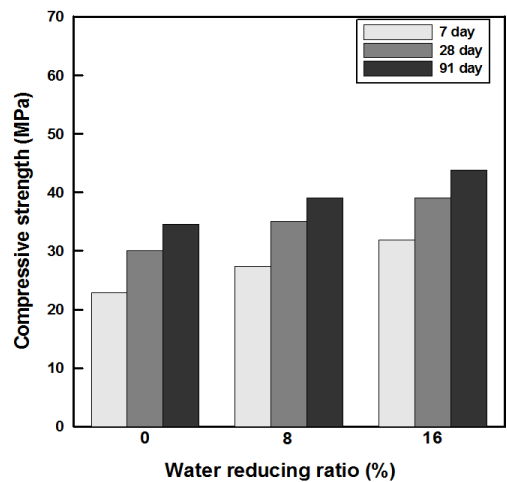 7 day
28 day
91 day
Compressive strength (MPa)
70
60
50
40
30
20
10
0
0 8 16
Water reducing ratio (%)